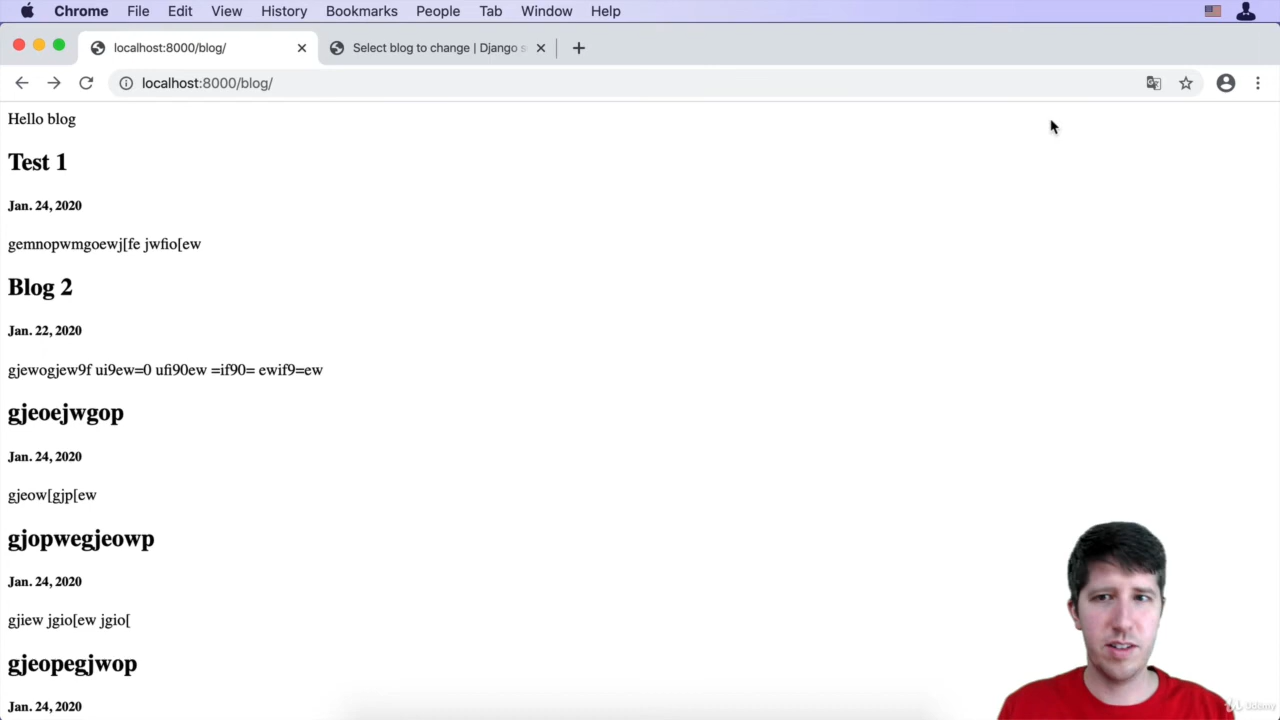 Chrome File Edit View History Bookmarks People Tab Window Help
localhost:8000/blog/ Select blog to change | Django s
localhost:8000/blog/
Hello blog
Test 1
Jan. 24, 2020
gemnopwmgoewj[fe jwfio[ew
Blog 2
Jan. 22, 2020
gjewogjew9f ui9ew=0 ufi90ew =if90= ewif9=ew
gjeoejwgop
Jan. 24, 2020
gjeow[gjp[ew
gjopwegjeowp
Jan. 24, 2020
gjiew jgio[ew jgio[
gjeopegjwop
Jan. 24, 2020
Udemy